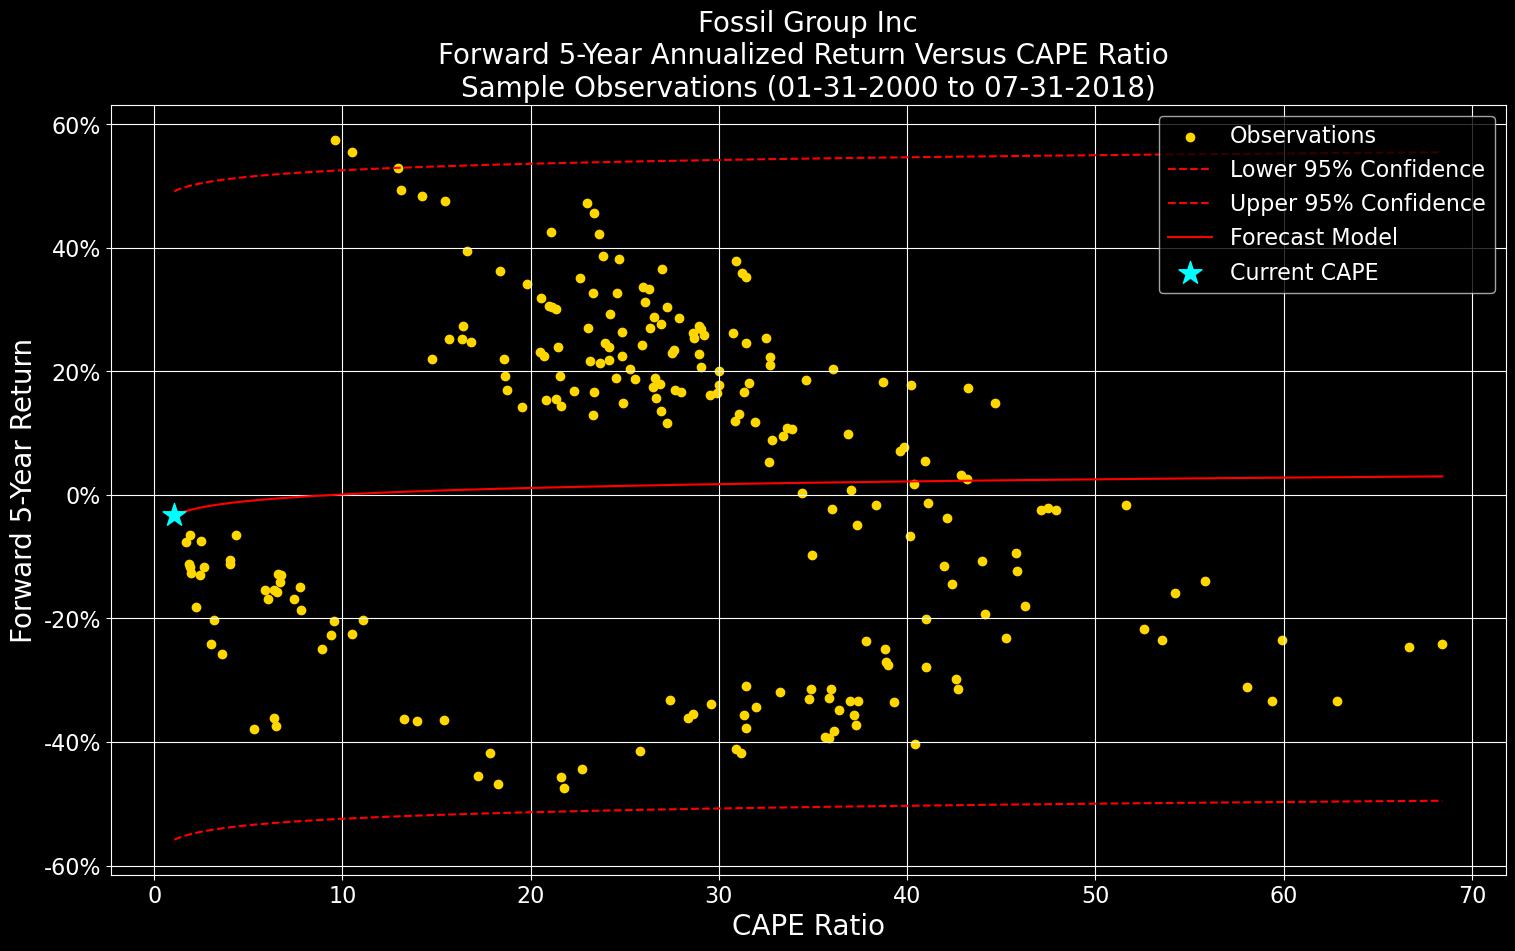 Fossil Group Inc
Forward 5-Year Annualized Return Versus CAPE Ratio
Sample Observations (01-31-2000 to 07-31-2018)
Observations
Lower 95% Confidence
Upper 95% Confidence
Forecast Model
Current CAPE
Forward 5-Year Return
60%
40%
20%
0%
-20%
-40%
-60%
0 10 20 30 40 50 60 70
CAPE Ratio